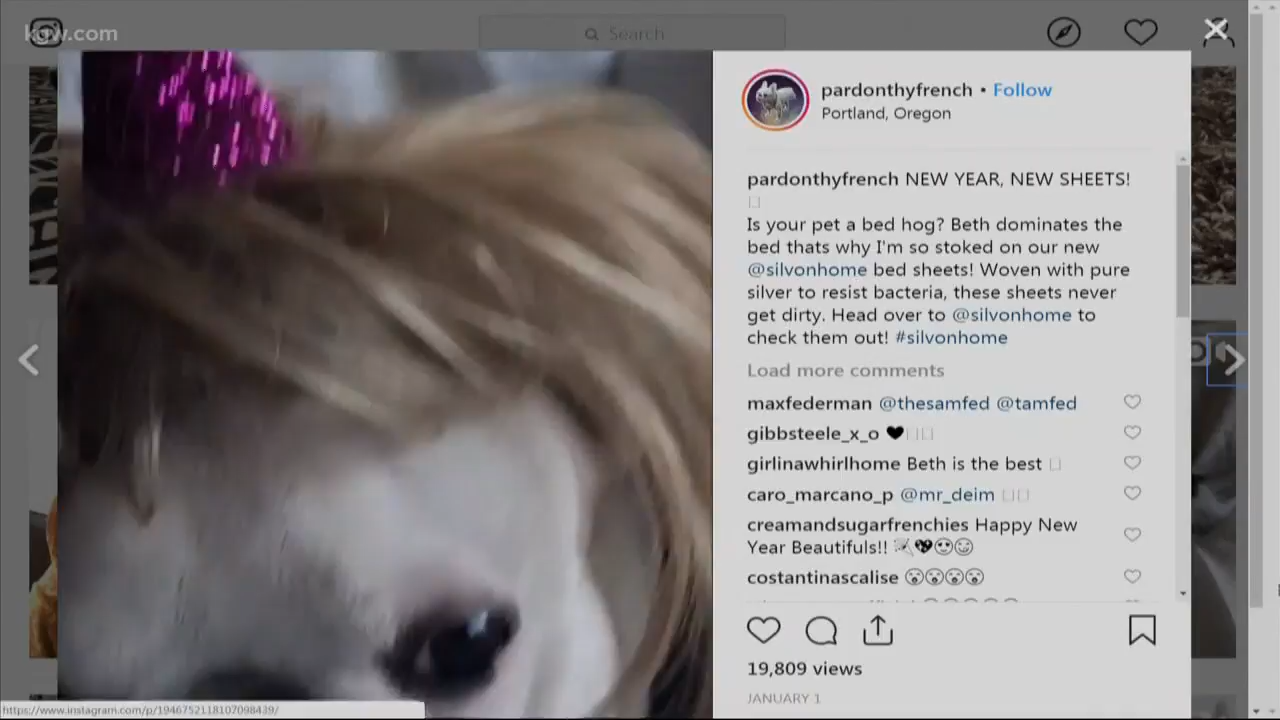 kgw.com
Search
pardonthyfrench • Follow
Portland, Oregon
pardonthyfrench NEW YEAR, NEW SHEETS!
Is your pet a bed hog? Beth dominates the
bed thats why I'm so stoked on our new
@silvonhome bed sheets! Woven with pure
silver to resist bacteria, these sheets never
get dirty. Head over to @silvonhome to
check them out! #silvonhome
Load more comments
maxfederman @thesamfed @tamfed
gibbsteele_x_o 🖤
girlinawhirlhome Beth is the best
caro_marcano_p @mr_deim
creamandsugarfrenchies Happy New
Year Beautifuls!! 🎉💖😍😋
costantinascalise 😮😮😮😮
19,809 views
JANUARY 1
https://www.instagram.com/p/1946752118107098439/